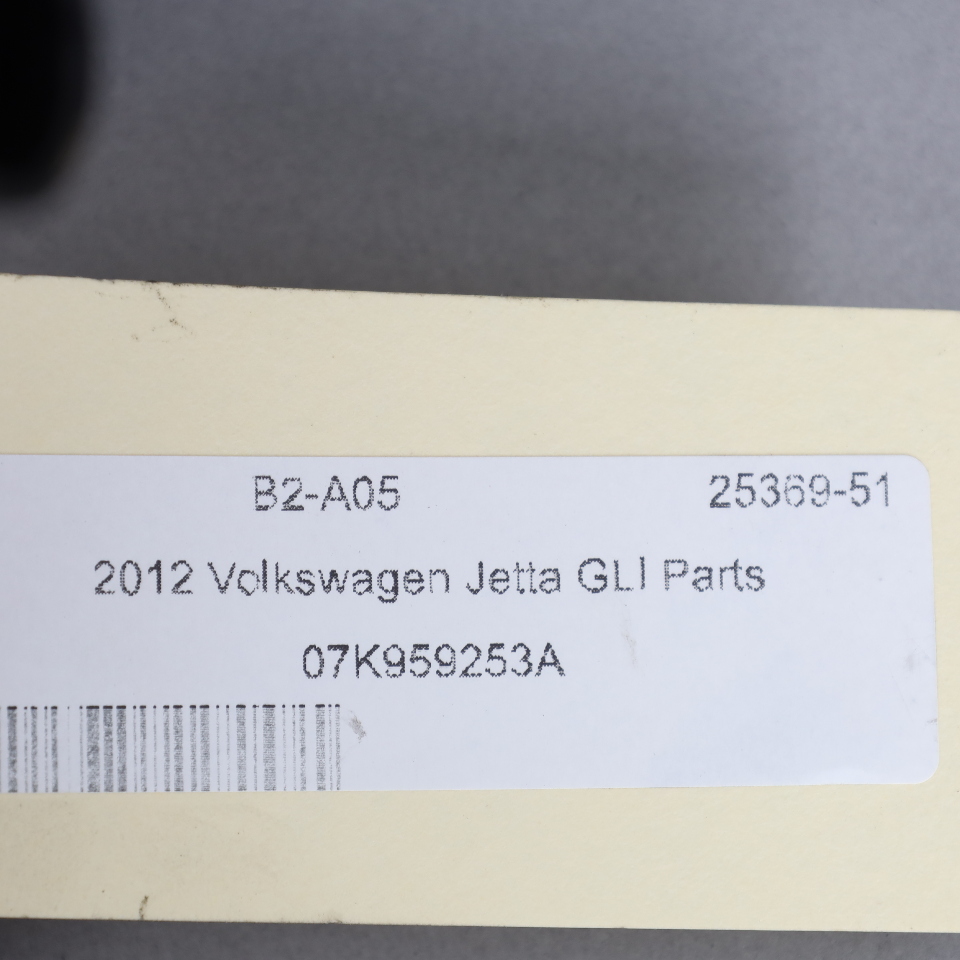 B2-A05 25369-51
2012 Volkswagen Jetta GLI Parts
07K959253A